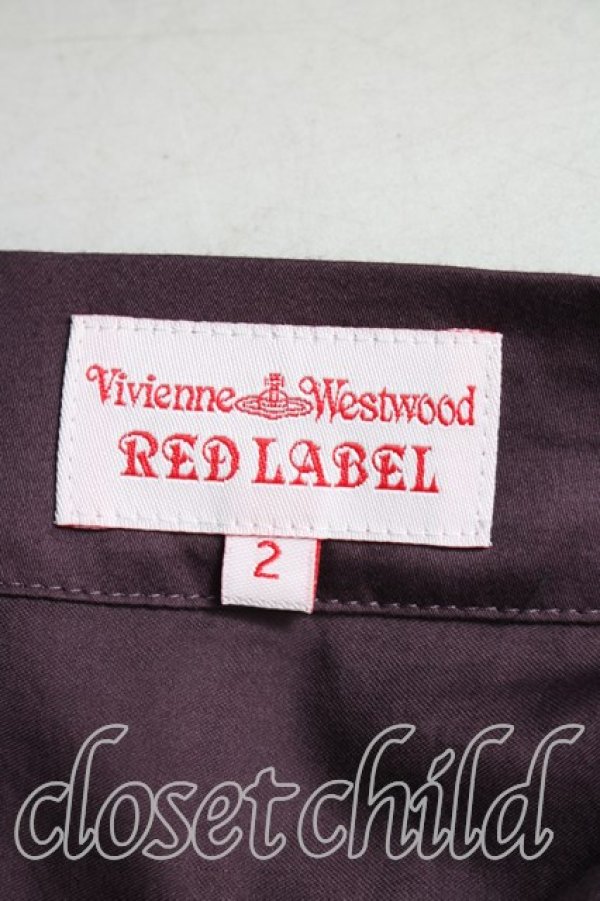 Vivienne Westwood
RED LABEL
2
closet child